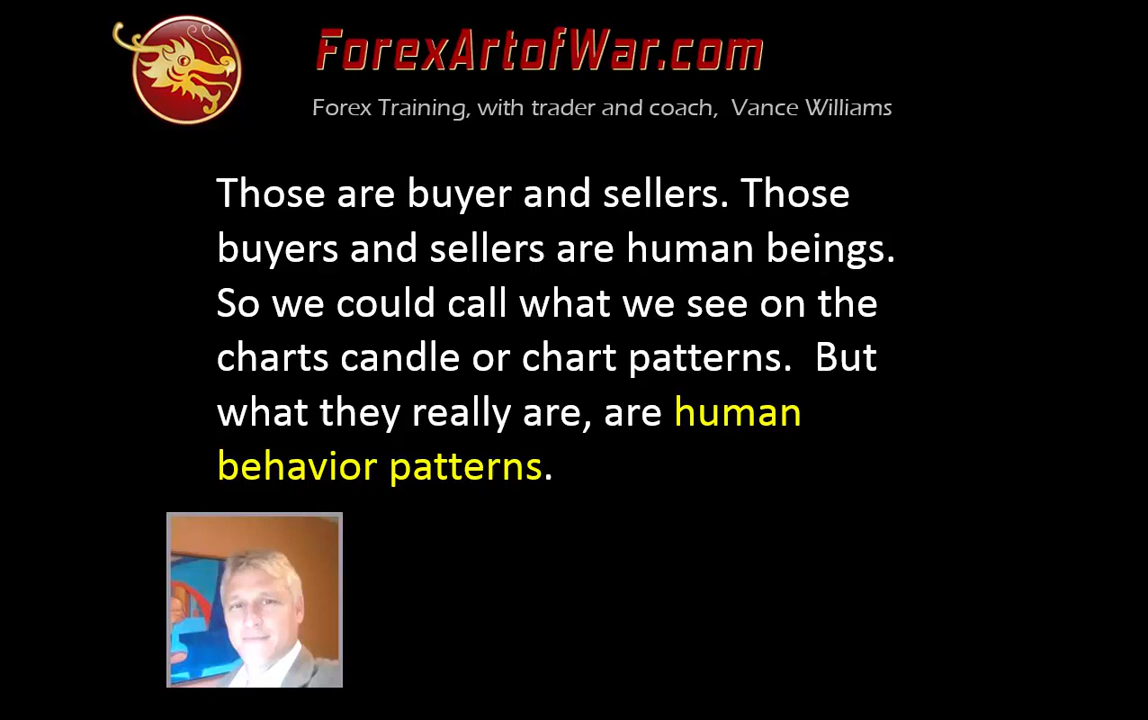 ForexArtofWar.com
Forex Training, with trader and coach,  Vance Williams
Those are buyer and sellers. Those
buyers and sellers are human beings.
So we could call what we see on the
charts candle or chart patterns.  But
what they really are, are human
behavior patterns.